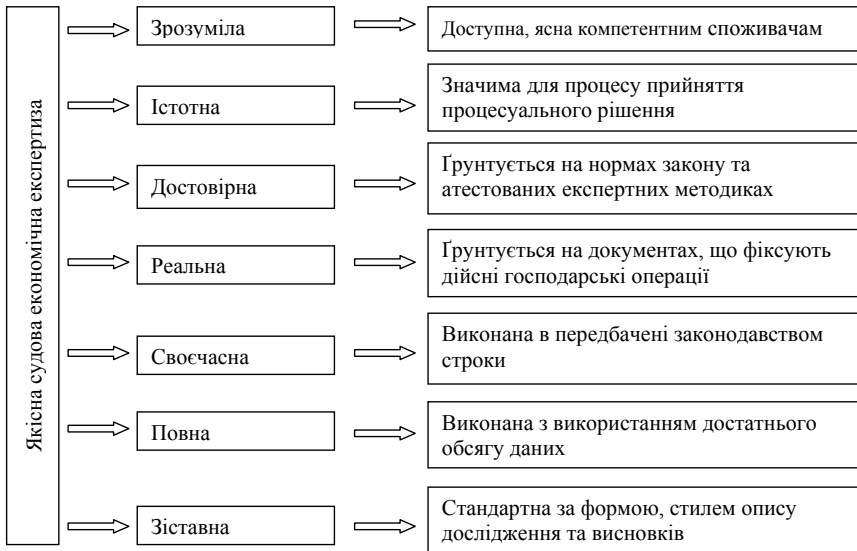 Якісна судова економічна експертиза
Зрозуміла
Доступна, ясна компетентним споживачам
Істотна
Значима для процесу прийняття
процесуального рішення
Достовірна
Ґрунтується на нормах закону та
атестованих експертних методиках
Реальна
Ґрунтується на документах, що фіксують
дійсні господарські операції
Своєчасна
Виконана в передбачені законодавством
строки
Повна
Виконана з використанням достатнього
обсягу даних
Зіставна
Стандартна за формою, стилем опису
дослідження та висновків